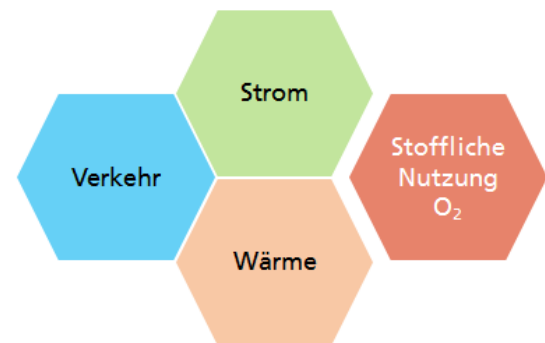 Strom
Verkehr
Stoffliche
Nutzung
O₂
Wärme